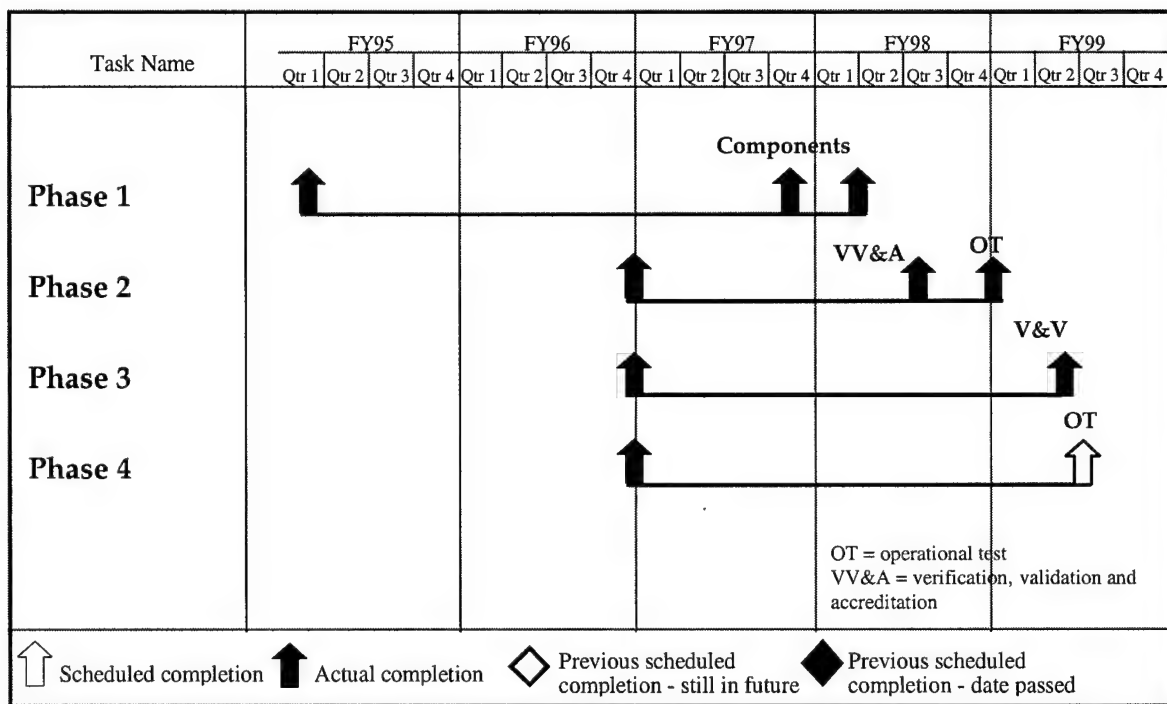 Task Name
FY95 FY96 FY97 FY98 FY99
Qtr 1 Qtr 2 Qtr 3 Qtr 4 Qtr 1 Qtr 2 Qtr 3 Qtr 4 Qtr 1 Qtr 2 Qtr 3 Qtr 4 Qtr 1 Qtr 2 Qtr 3 Qtr 4 Qtr 1 Qtr 2 Qtr 3 Qtr 4
Components
Phase 1
VV&A OT
Phase 2
V&V
Phase 3
OT
Phase 4
OT = operational test
VV&A = verification, validation and
accreditation
Scheduled completion
Actual completion
Previous scheduled
completion - still in future
Previous scheduled
completion - date passed